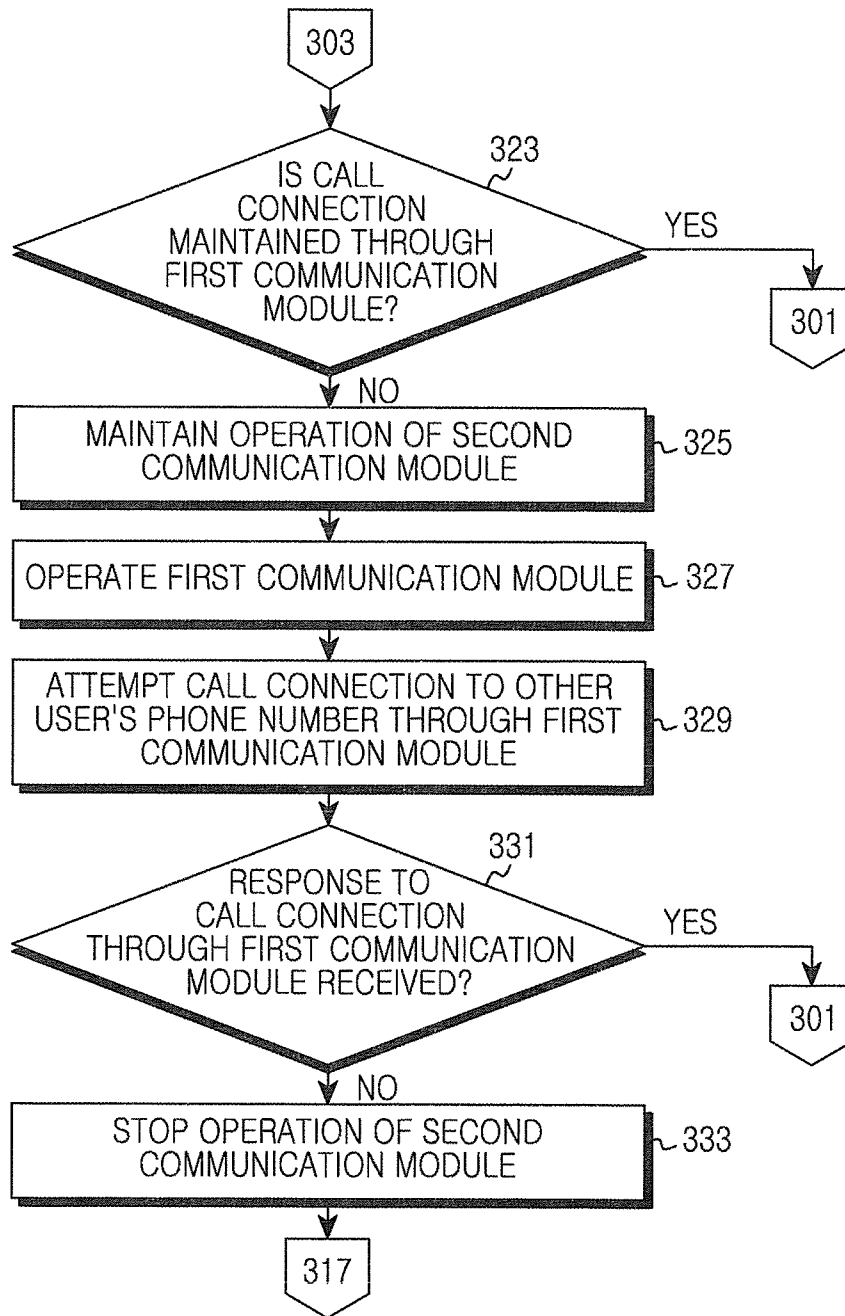 303
323
IS CALL
CONNECTION
MAINTAINED THROUGH
FIRST COMMUNICATION
MODULE?
YES
301
NO
MAINTAIN OPERATION OF SECOND
COMMUNICATION MODULE
325
OPERATE FIRST COMMUNICATION MODULE
327
ATTEMPT CALL CONNECTION TO OTHER
USER'S PHONE NUMBER THROUGH FIRST
COMMUNICATION MODULE
329
331
RESPONSE TO
CALL CONNECTION
THROUGH FIRST COMMUNICATION
MODULE RECEIVED?
YES
301
NO
STOP OPERATION OF SECOND
COMMUNICATION MODULE
333
317